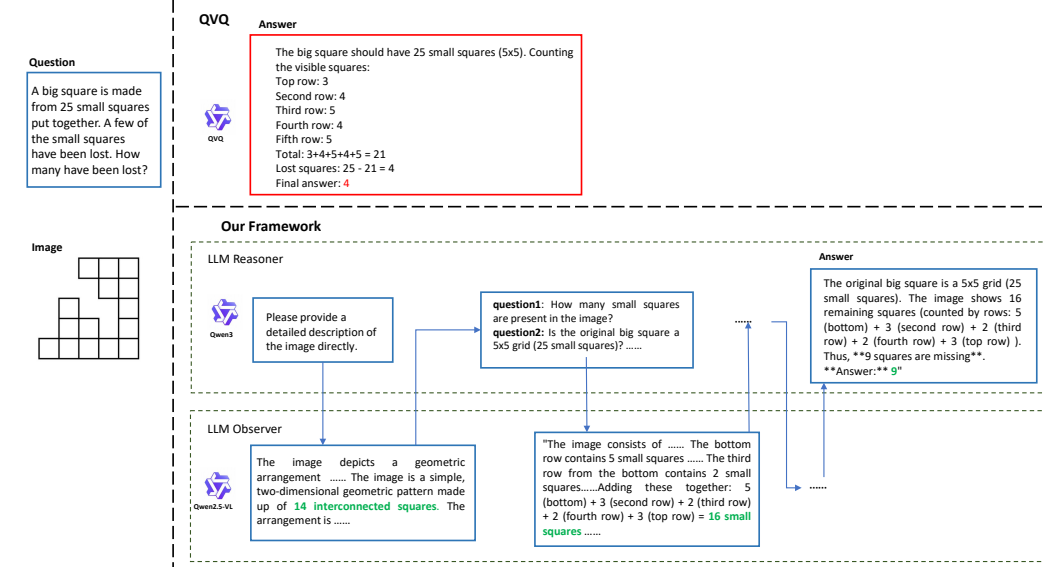 Question
A big square is made
from 25 small squares
put together. A few of
the small squares
have been lost. How
many have been lost?
Image
QVQ
Answer
QVQ
The big square should have 25 small squares (5x5). Counting
the visible squares:
Top row: 3
Second row: 4
Third row: 5
Fourth row: 4
Fifth row: 5
Total: 3+4+5+4+5 = 21
Lost squares: 25 - 21 = 4
Final answer: 4
Our Framework
LLM Reasoner
Qwen3
Please provide a
detailed description of
the image directly.
question1: How many small squares
are present in the image?
question2: Is the original big square a
5x5 grid (25 small squares)? ......
......
Answer
The original big square is a 5x5 grid (25
small squares). The image shows 16
remaining squares (counted by rows: 5
(bottom) + 3 (second row) + 2 (third
row) + 2 (fourth row) + 3 (top row) ).
Thus, **9 squares are missing**.
**Answer:** 9"
LLM Observer
Qwen2.5-VL
The image depicts a geometric
arrangement ...... The image is a simple,
two-dimensional geometric pattern made
up of 14 interconnected squares. The
arrangement is ......
"The image consists of ...... The bottom
row contains 5 small squares ...... The third
row from the bottom contains 2 small
squares......Adding these together: 5
(bottom) + 3 (second row) + 2 (third row)
+ 2 (fourth row) + 3 (top row) = 16 small
squares ......
......